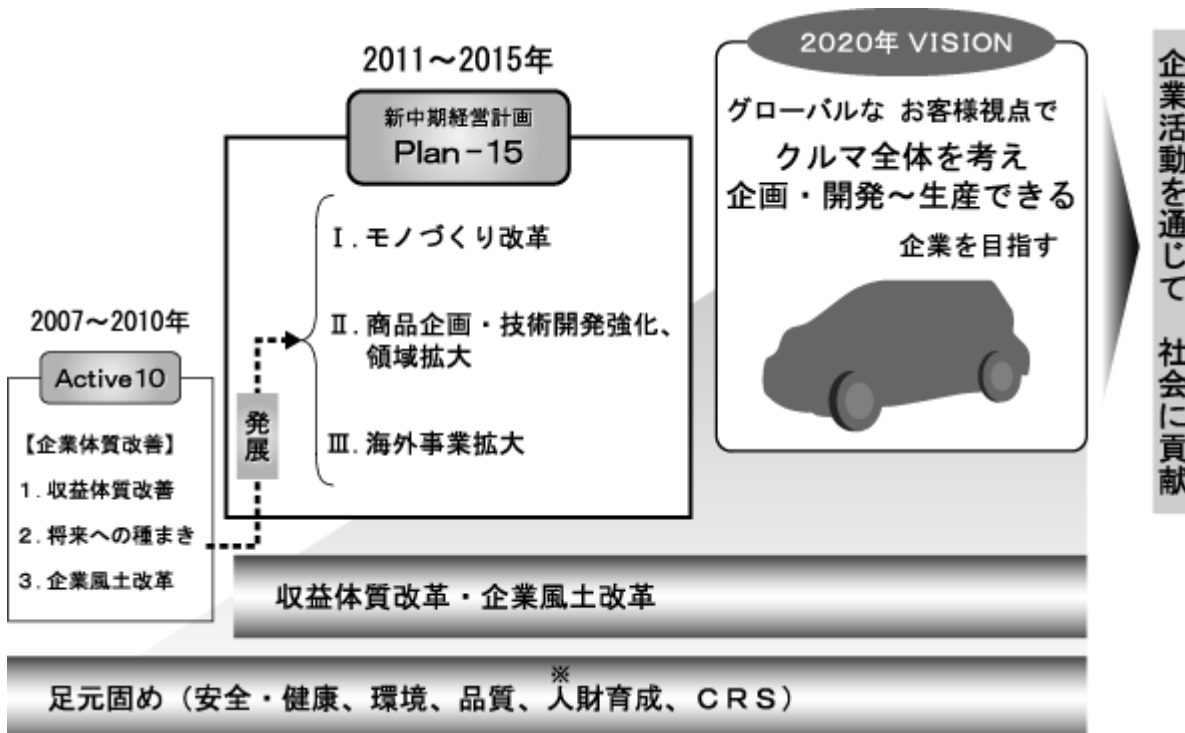 2007～2010年
Active10
【企業体質改善】
1.収益体質改善
2.将来への種まき
3.企業風土改革
発展
2011～2015年
新中期経営計画
Plan-15
Ⅰ.モノづくり改革
Ⅱ.商品企画・技術開発強化、
領域拡大
Ⅲ.海外事業拡大
2020年 VISION
グローバルな お客様視点で
クルマ全体を考え
企画・開発～生産できる
企業を目指す
企業活動を通じて 社会に貢献
収益体質改革・企業風土改革
※
足元固め（安全・健康、環境、品質、人財育成、CRS）